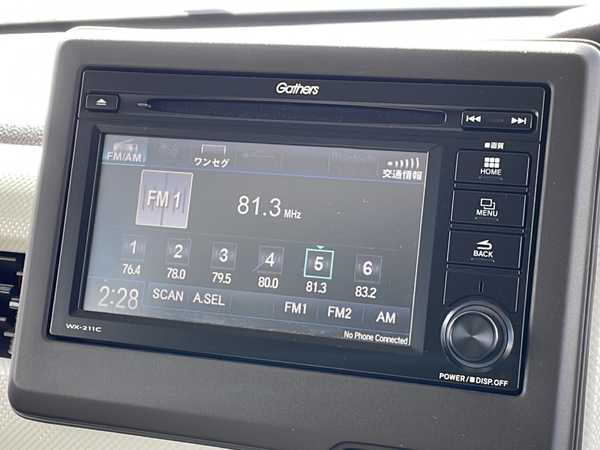 Gathers
■画質
FM/AM
ワンセグ
交通情報
HOME
FM 1
81.3 MHz
MENU
1 2 3 4 5 6
76.4 78.0 79.5 80.0 81.3 83.2
BACK
2:28 SCAN A.SEL FM1 FM2 AM
No Phone Connected
WX-211C
POWER/■DISP.OFF